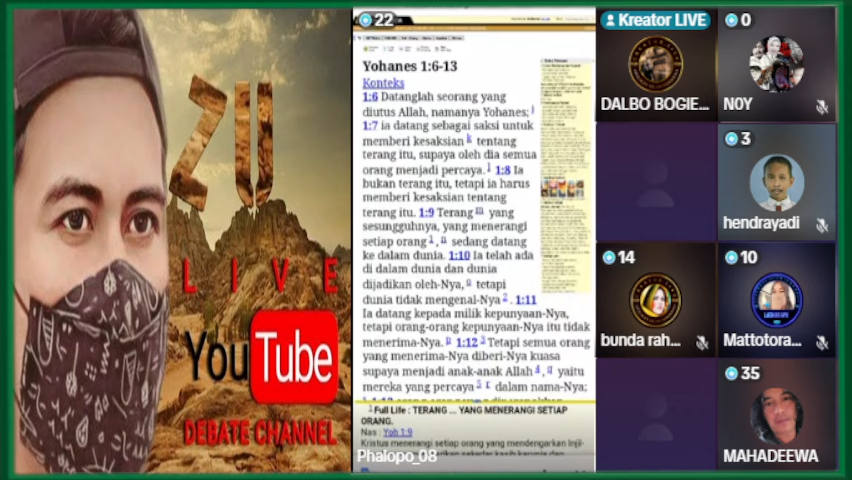 ZU
LIVE
YouTube
DEBATE CHANNEL
22
Yohanes 1:6-13
Konteks
1:6 Datanglah seorang yang
diutus Allah, namanya Yohanes;
1:7 ia datang sebagai saksi untuk
memberi kesaksian k tentang
terang itu, supaya oleh dia semua
orang menjadi percaya. 1:8 Ia
bukan terang itu, tetapi ia harus
memberi kesaksian tentang
terang itu. 1:9 Terang m yang
sesungguhnya, yang menerangi
setiap orang 1, n sedang datang
ke dalam dunia. 1:10 Ia telah ada
di dalam dunia dan dunia
dijadikan oleh-Nya, o tetapi
dunia tidak mengenal-Nya 2. 1:11
Ia datang kepada milik kepunyaan-Nya,
tetapi orang-orang kepunyaan-Nya itu tidak
menerima-Nya. p 1:12 3 Tetapi semua orang
yang menerima-Nya diberi-Nya kuasa
supaya menjadi anak-anak Allah 4, q yaitu
mereka yang percaya 5 r dalam nama-Nya;
1 Full Life : TERANG ... YANG MENERANGI SETIAP
ORANG.
Nas : Yoh 1:9
Kristus menerangi setiap orang yang mendengarkan Injil-
Phalopo_08
Kreator LIVE
DALBO BOGIE...
0
NOY
3
hendrayadi
14
bunda rah...
10
Mattotora...
35
MAHADEEWA